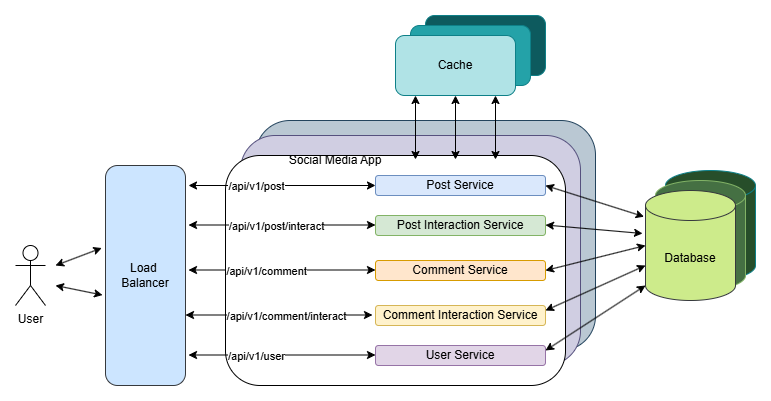 Cache
Social Media App
/api/v1/post
Post Service
/api/v1/post/interact
Post Interaction Service
/api/v1/comment
Comment Service
/api/v1/comment/interact
Comment Interaction Service
/api/v1/user
User Service
Load
Balancer
User
Database